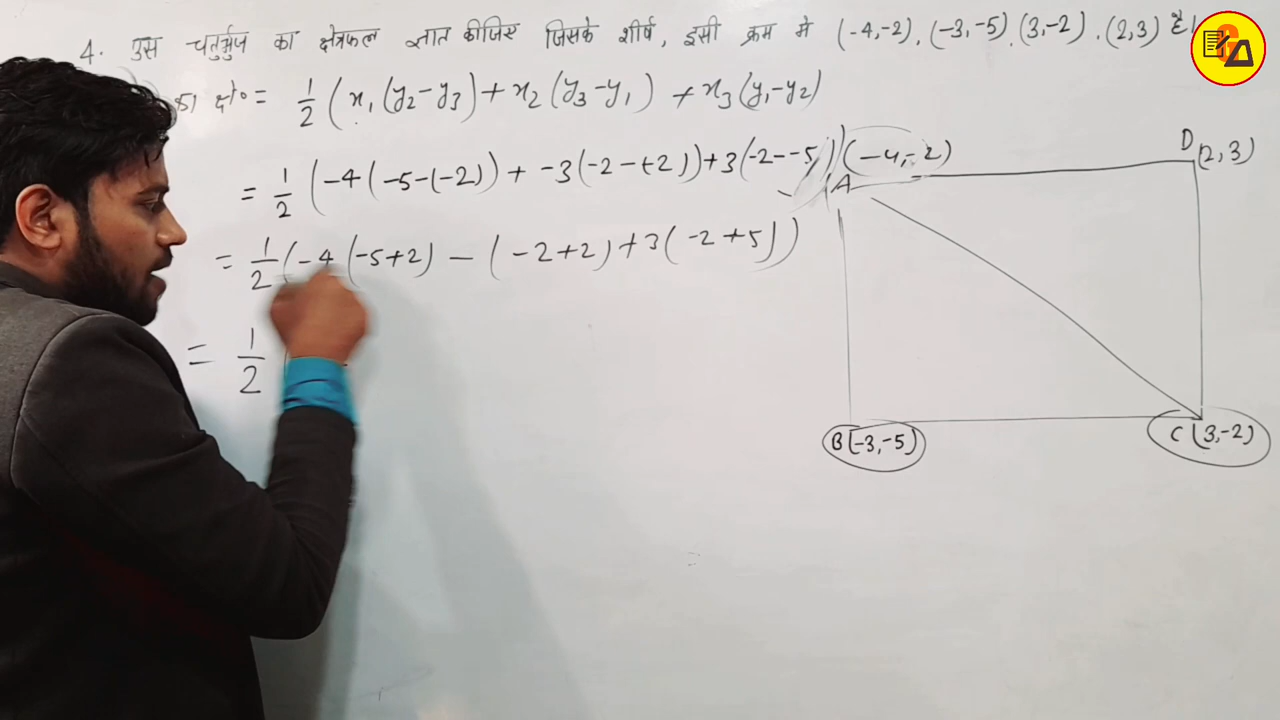 4. उस चतुर्भुज का क्षेत्रफल ज्ञात कीजिए जिसके शीर्ष, इसी क्रम मे (-4,-2), (-3,-5), (3,-2), (2,3) है।
का क्षे० = 1/2 (x₁(y₂-y₃)+x₂(y₃-y₁) +x₃(y₁-y₂)
= 1/2 (-4(-5-(-2)) + -3(-2-(-2))+3(-2--5))
= 1/2 (-4(-5+2) - (-2+2)+3(-2+5))
= 1/2
(-4,-2)
A
D (2,3)
B(-3,-5)
C(3,-2)